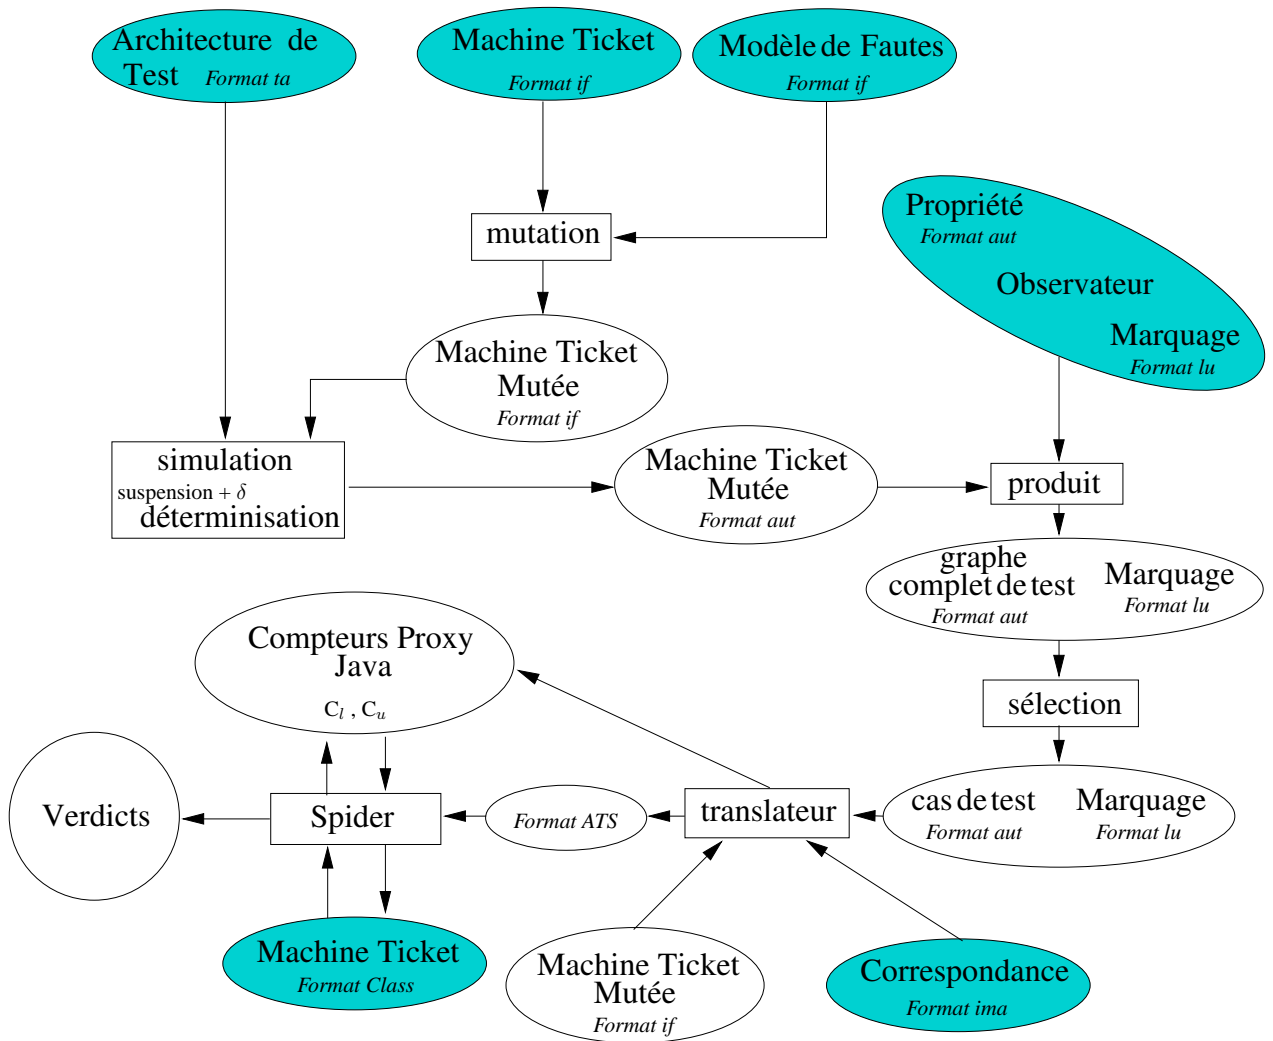 Architecture de
Test Format ta
Machine Ticket
Format if
Modèle de Fautes
Format if
Propriété
Format aut
Observateur
Marquage
Format lu
mutation
Machine Ticket
Mutée
Format if
simulation
suspension + δ
déterminisation
Machine Ticket
Mutée
Format aut
produit
graphe
complet de test
Format aut
Marquage
Format lu
sélection
cas de test
Format aut
Marquage
Format lu
translateur
Format ATS
Compteurs Proxy
Java
C_l , C_u
Spider
Verdicts
Machine Ticket
Format Class
Machine Ticket
Mutée
Format if
Correspondance
Format ima